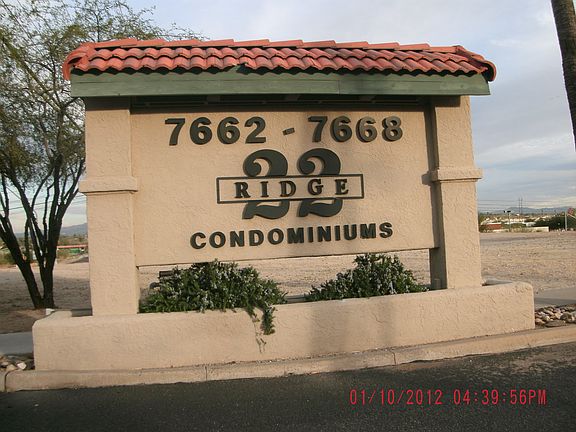 7662 - 7668
22
RIDGE
CONDOMINIUMS
01/10/2012 04:39:56PM